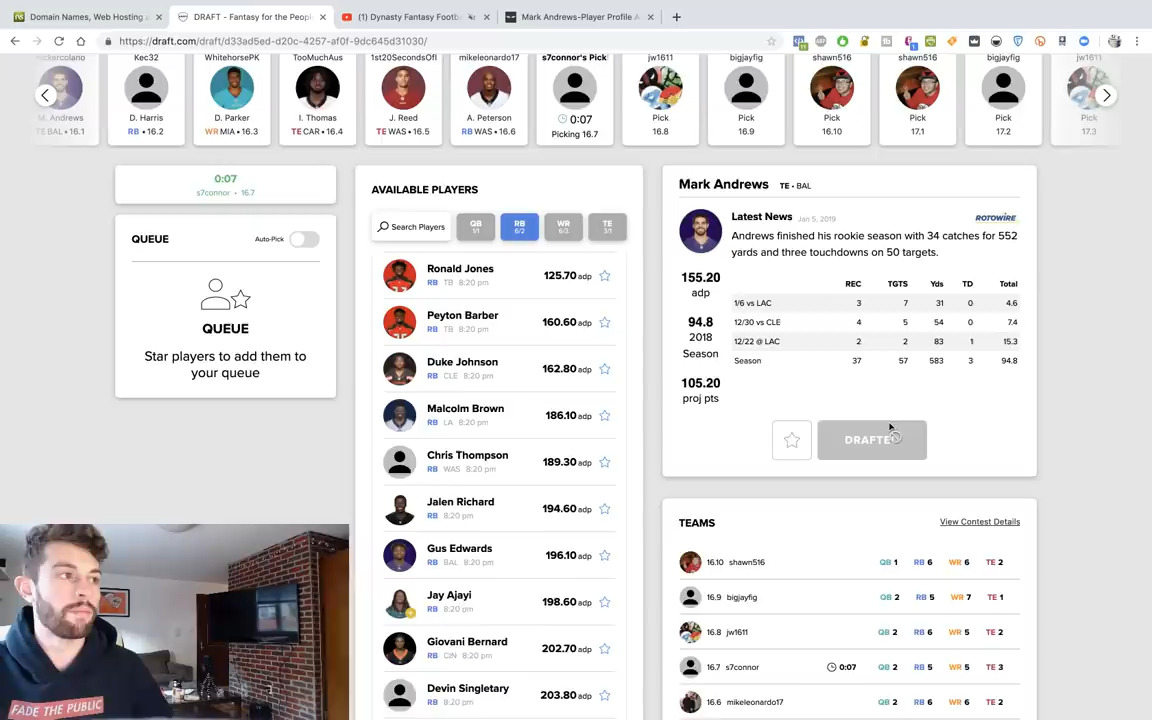 Domain Names, Web Hosting a
DRAFT - Fantasy for the Peopl
(1) Dynasty Fantasy Footb
Mark Andrews-Player Profile A
https://draft.com/draft/d33ad5ed-d20c-4257-af0f-9dc645d31030/
Kec32
WhitehorsePK
TooMuchAus
1st20SecondsOfl
mikeleonardo17
s7connor's Pick
jw1611
bigjayfig
shawn516
shawn516
bigjayfig
jw1611
M. Andrews
TE BAL • 16.1
D. Harris
RB • 16.2
D. Parker
WR MIA • 16.3
I. Thomas
TE CAR • 16.4
J. Reed
TE WAS • 16.5
A. Peterson
RB WAS • 16.6
0:07
Picking 16.7
Pick
16.8
Pick
16.9
Pick
16.10
Pick
17.1
Pick
17.2
Pick
17.3
0:07
s7connor • 16.7
QUEUE
Auto-Pick
QUEUE
Star players to add them to
your queue
AVAILABLE PLAYERS
Search Players
QB
1/1
RB
6/2
WR
6/3
TE
3/1
Ronald Jones
RB TB 8:20 pm
125.70 adp
Peyton Barber
RB TB 8:20 pm
160.60 adp
Duke Johnson
RB CLE 8:20 pm
162.80 adp
Malcolm Brown
RB LA 8:20 pm
186.10 adp
Chris Thompson
RB WAS 8:20 pm
189.30 adp
Jalen Richard
RB 8:20 pm
194.60 adp
Gus Edwards
RB BAL 8:20 pm
196.10 adp
Jay Ajayi
RB 8:20 pm
198.60 adp
Giovani Bernard
RB CIN 8:20 pm
202.70 adp
Devin Singletary
RB 8:20 pm
203.80 adp
Mark Andrews TE • BAL
Latest News Jan 5, 2019
ROTOWIRE
Andrews finished his rookie season with 34 catches for 552
yards and three touchdowns on 50 targets.
155.20
adp
94.8
2018
Season
105.20
proj pts
REC TGTS Yds TD Total
1/6 vs LAC 3 7 31 0 4.6
12/30 vs CLE 4 5 54 0 7.4
12/22 @ LAC 2 2 83 1 15.3
Season 37 57 583 3 94.8
DRAFTE
TEAMS
View Contest Details
16.10 shawn516 QB 1 RB 6 WR 6 TE 2
16.9 bigjayfig QB 2 RB 5 WR 7 TE 1
16.8 jw1611 QB 2 RB 6 WR 5 TE 2
16.7 s7connor 0:07 QB 2 RB 5 WR 5 TE 3
16.6 mikeleonardo17 QB 2 RB 6 WR 6 TE 2
FADE THE PUBLIC